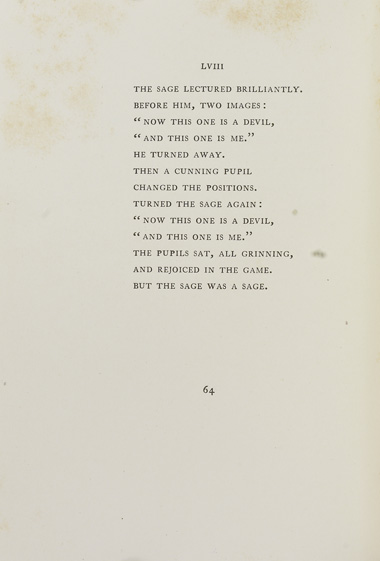 LVIII
THE SAGE LECTURED BRILLIANTLY.
BEFORE HIM, TWO IMAGES:
"NOW THIS ONE IS A DEVIL,
"AND THIS ONE IS ME."
HE TURNED AWAY.
THEN A CUNNING PUPIL
CHANGED THE POSITIONS.
TURNED THE SAGE AGAIN:
"NOW THIS ONE IS A DEVIL,
"AND THIS ONE IS ME."
THE PUPILS SAT, ALL GRINNING,
AND REJOICED IN THE GAME.
BUT THE SAGE WAS A SAGE.
64